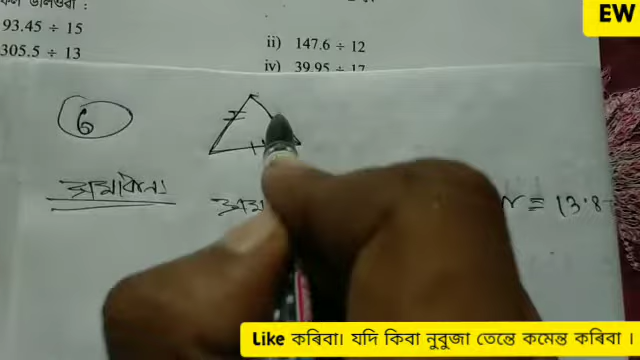 EW
93.45 ÷ 15
305.5 ÷ 13
ii) 147.6 ÷ 12
iv) 39.95 ÷ 17
6
সমাধানঃ
= 13.8
Like কৰিবা। যদি কিবা নুবুজা তেন্তে কমেন্ত কৰিবা ।